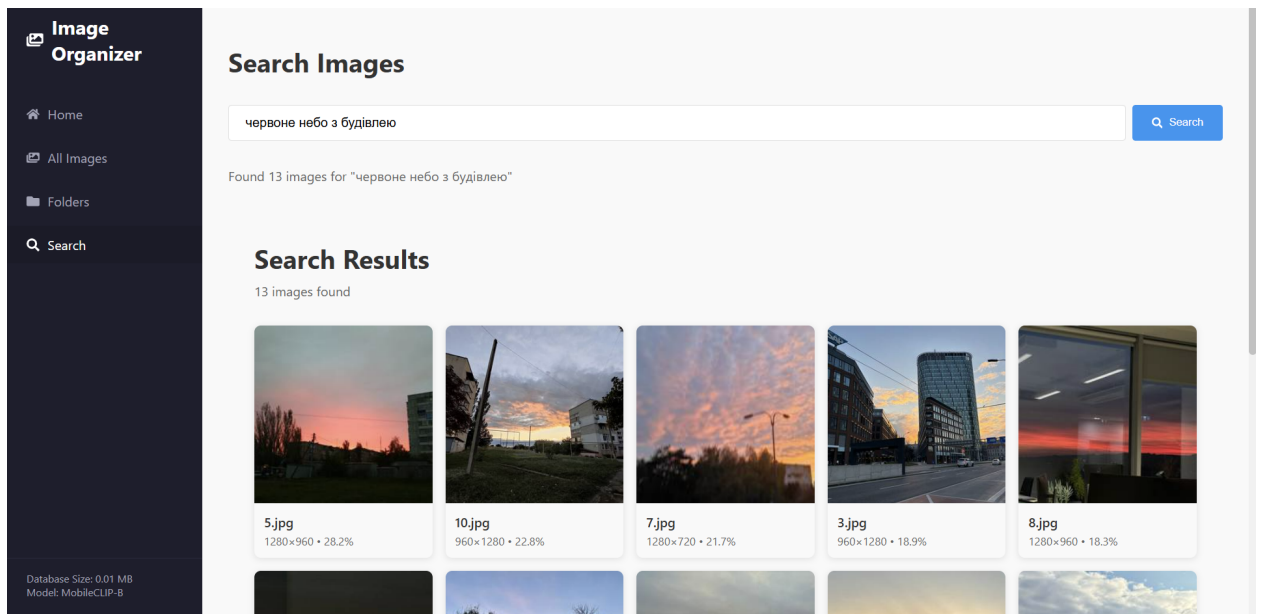 Image
Organizer
Home
All Images
Folders
Search
Database Size: 0.01 MB
Model: MobileCLIP-B
Search Images
червоне небо з будівлею
Search
Found 13 images for "червоне небо з будівлею"
Search Results
13 images found
5.jpg
1280×960 • 28.2%
10.jpg
960×1280 • 22.8%
7.jpg
1280×720 • 21.7%
3.jpg
960×1280 • 18.9%
8.jpg
1280×960 • 18.3%